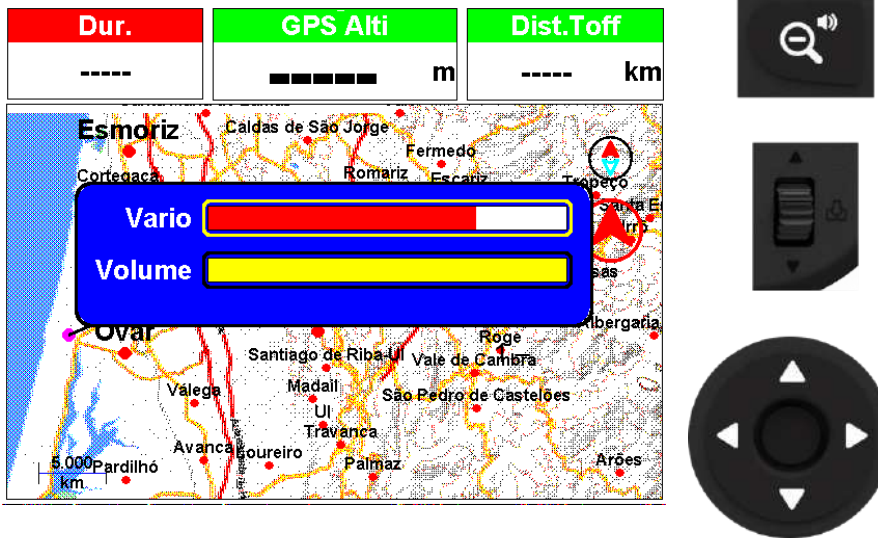 Dur. GPS Alti Dist.Toff
----- ----- m ----- km
Esmoriz
Caldas de São Jorge
Fermedo
Cortegaça
Romariz
Escariz
Tropeço
Vario
Volume
Ovar
Albergaria
Roge
Santiago de Riba-Ul
Vale de Cambra
Madail
São Pedro de Castelões
Válega
Ul
Travanca
Avanca
Loureiro
5.000
km
Pardilhó
Palmaz
Arões